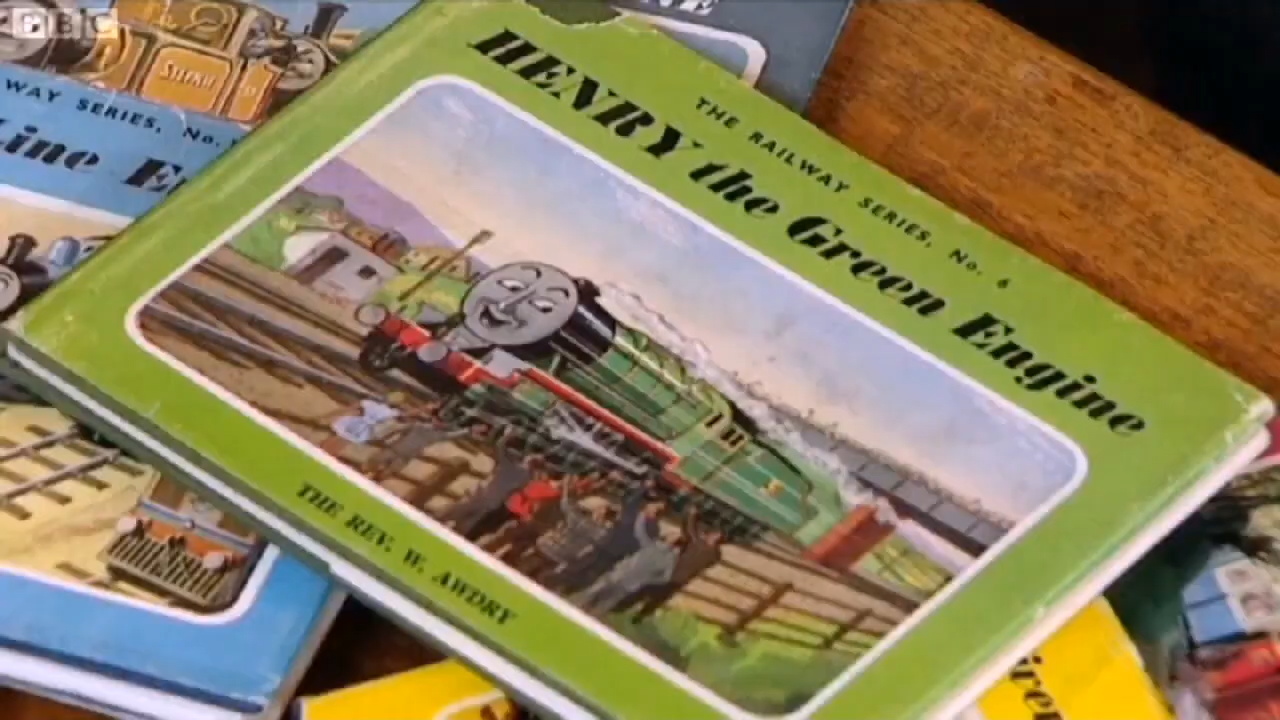 BBC
THE RAILWAY SERIES, No. 6
HENRY the Green Engine
THE REV. W. AWDRY
WAY SERIES, No.
Line E